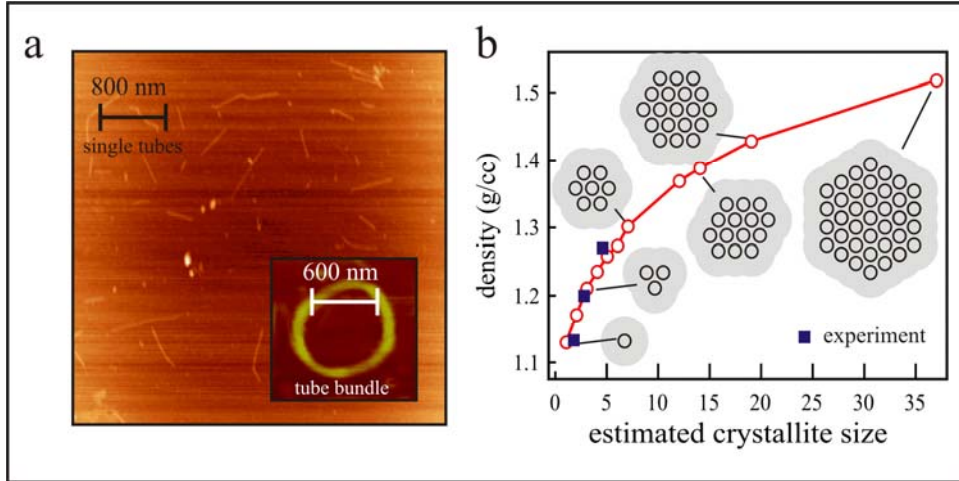 a
800 nm
single tubes
600 nm
tube bundle
b
density (g/cc)
1.5
1.4
1.3
1.2
1.1
experiment
0 5 10 15 20 25 30 35
estimated crystallite size